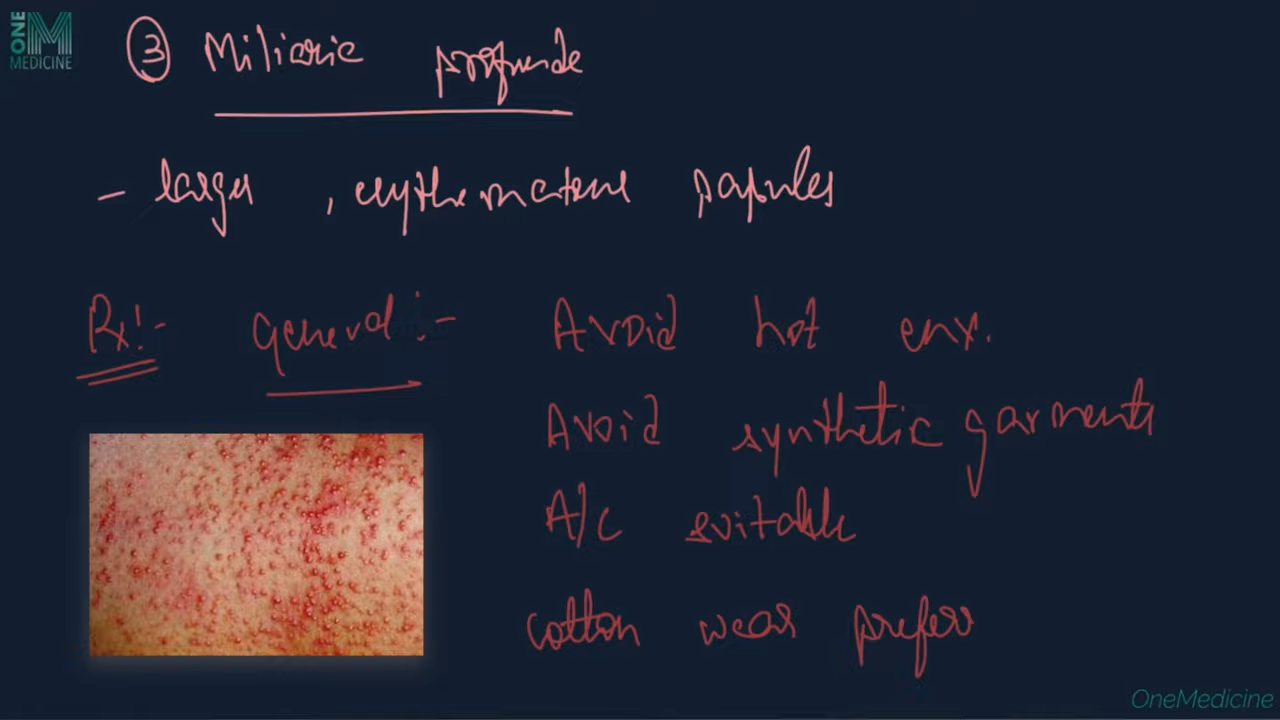 ONE
MEDICINE
③ Miliaria profunda
- larger , erythematous papules
Rx:- General:- Avoid hot env.
Avoid synthetic garments
A/c suitable
cotton wear prefer
OneMedicine